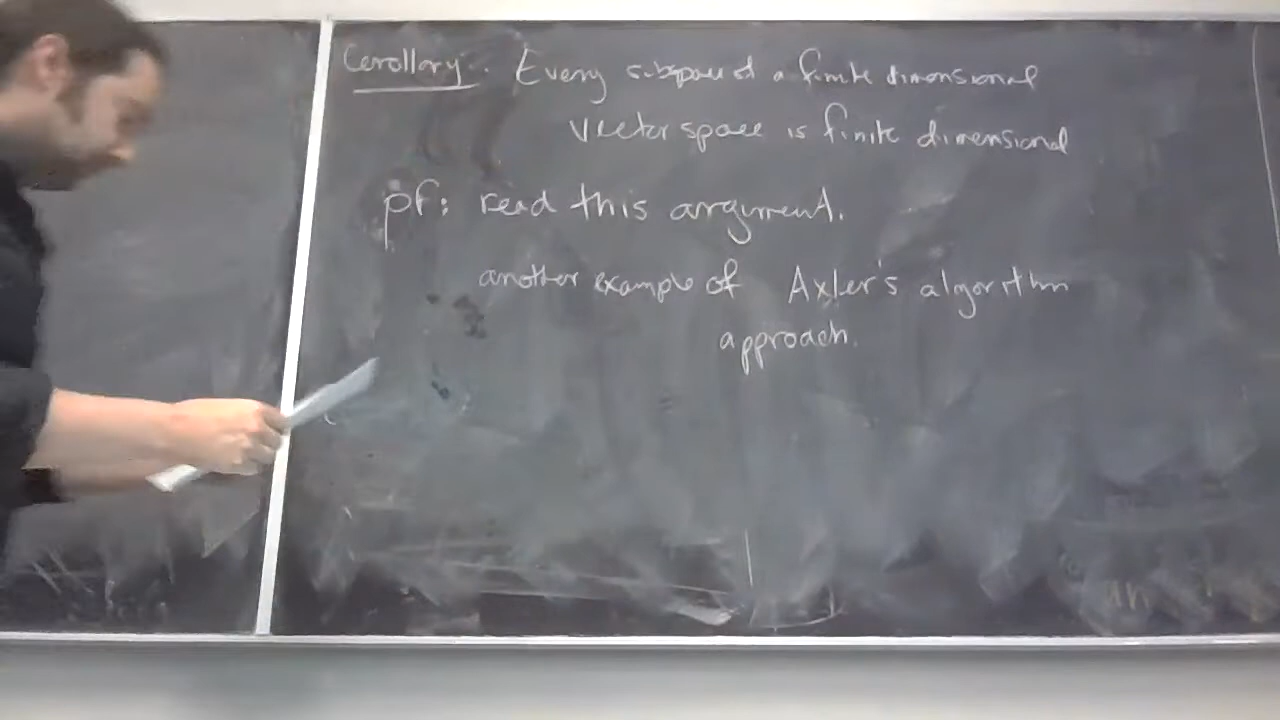 Corollary: Every subspace of a finite dimensional
vector space is finite dimensional
pf: read this argument.
another example of Axler's algorithm
approach.